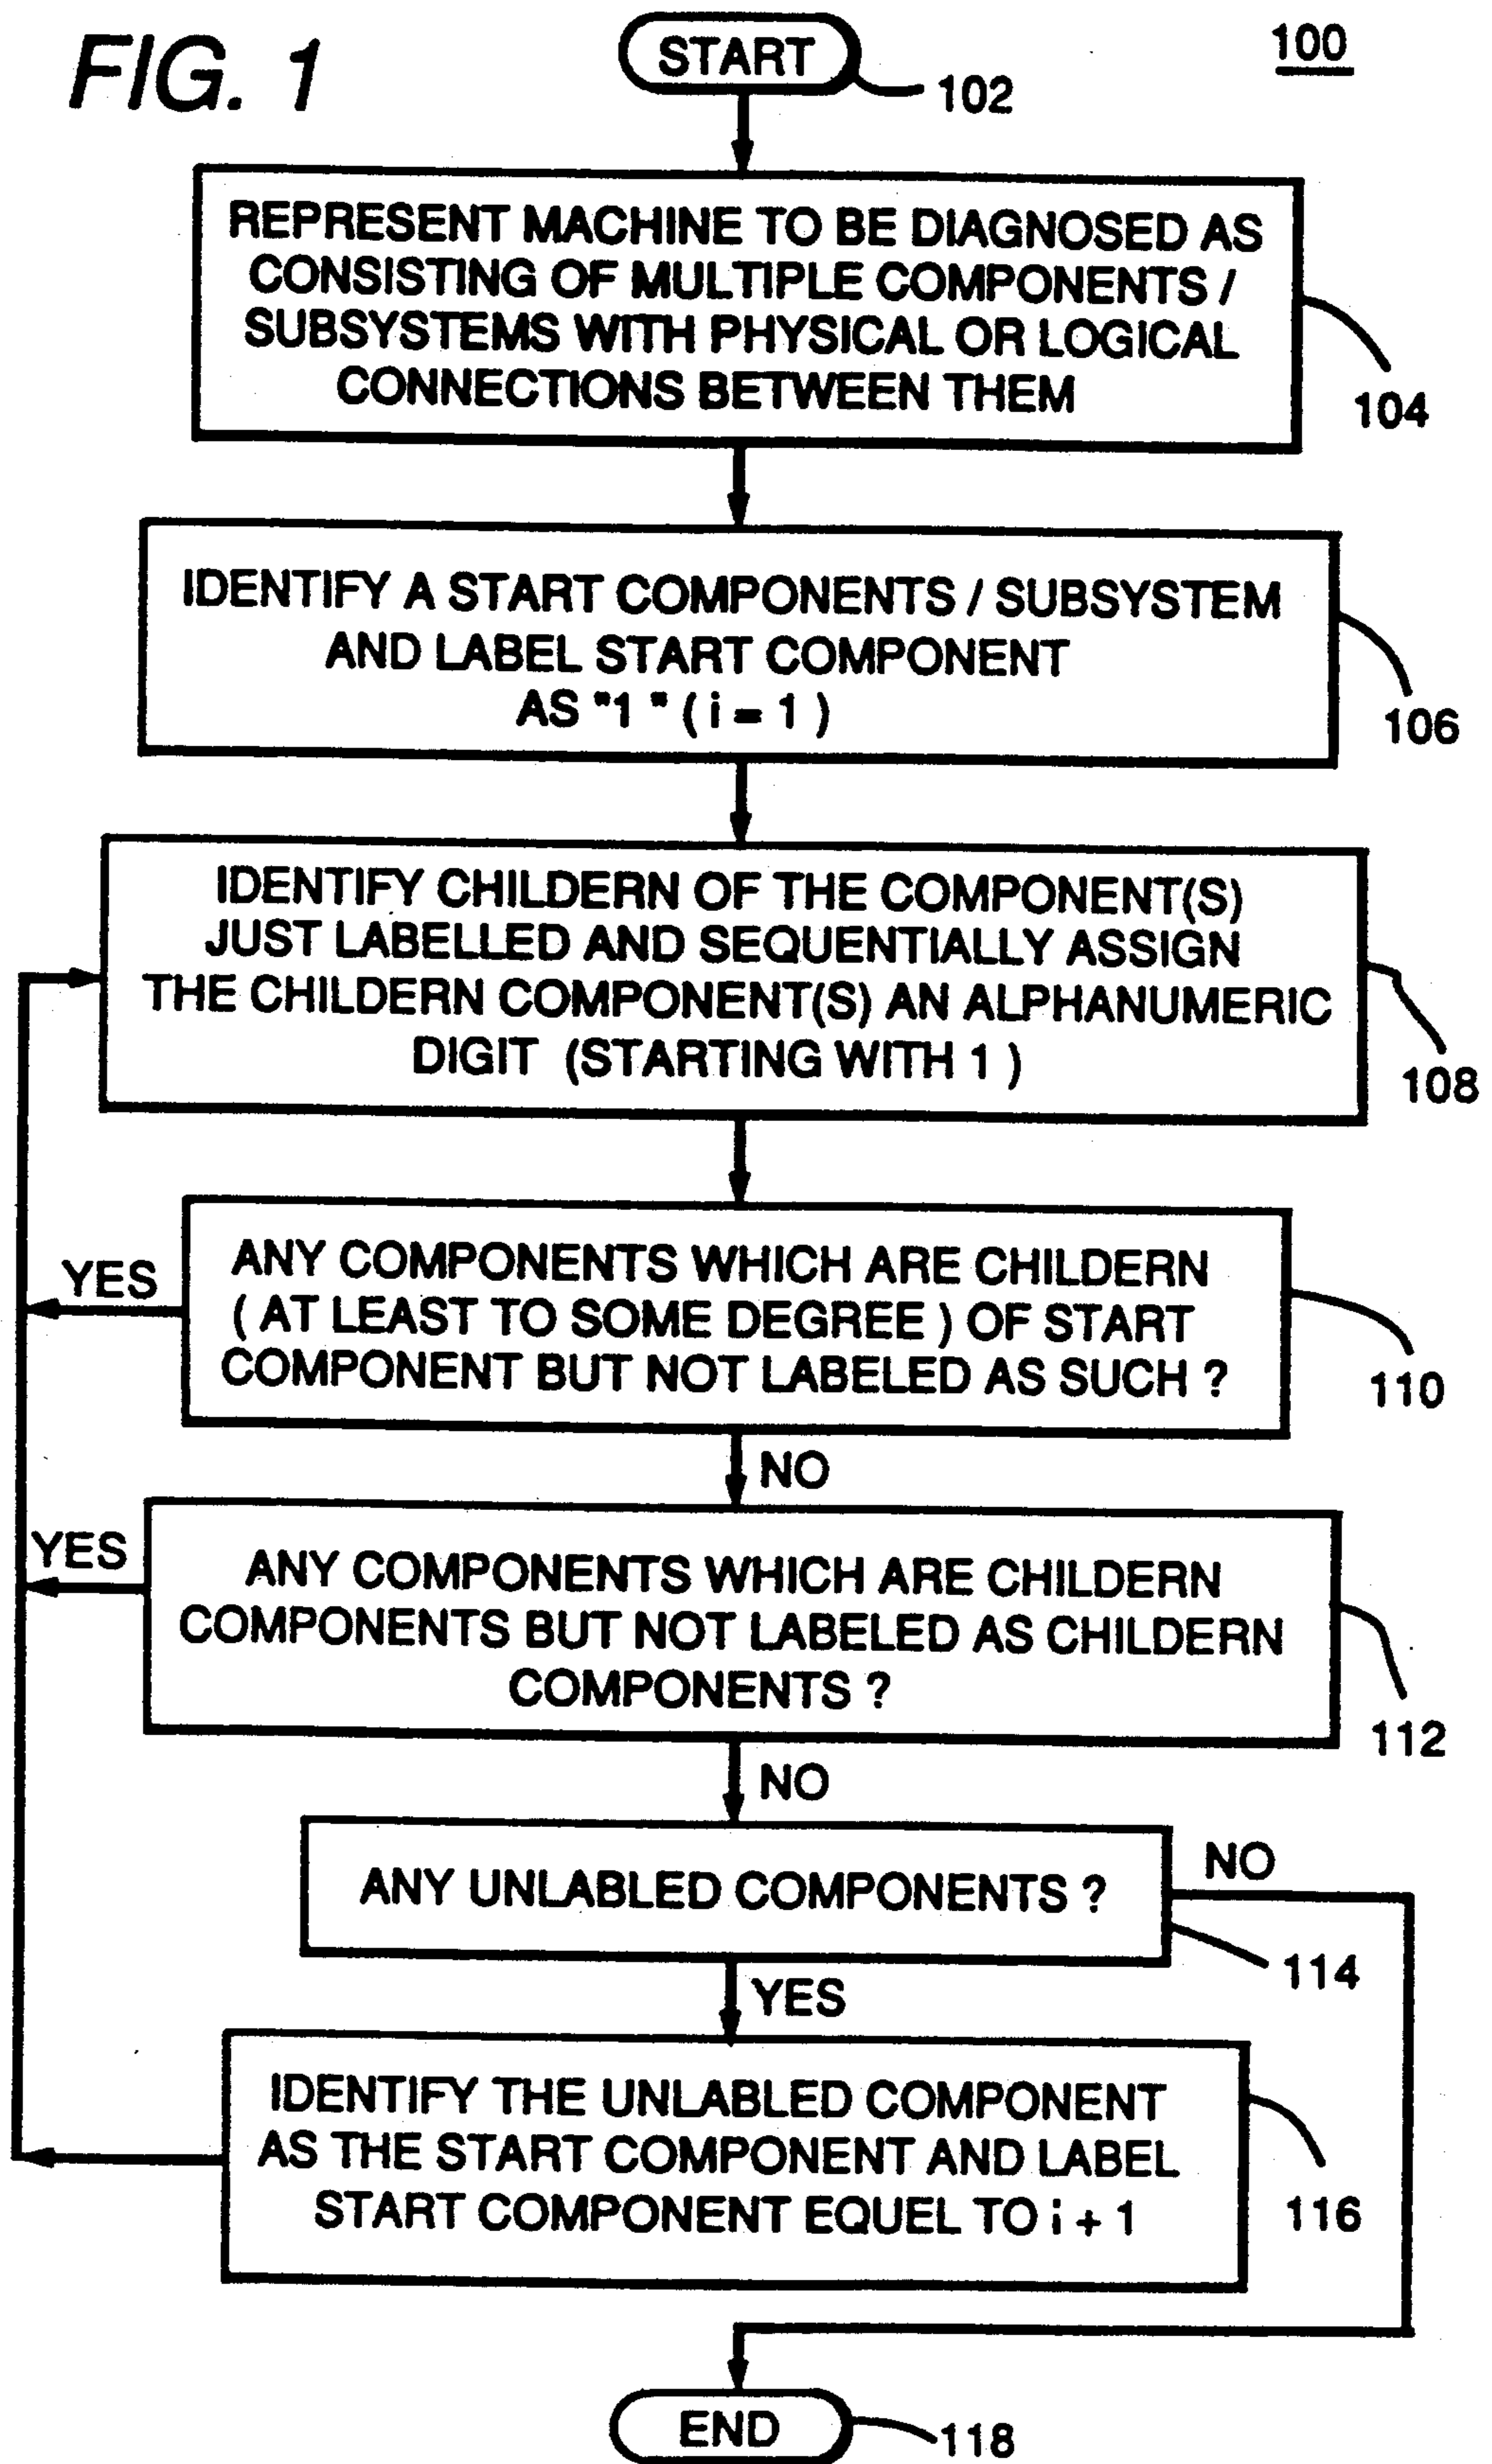 FIG. 1
START
100
102
REPRESENT MACHINE TO BE DIAGNOSED AS
CONSISTING OF MULTIPLE COMPONENTS /
SUBSYSTEMS WITH PHYSICAL OR LOGICAL
CONNECTIONS BETWEEN THEM
104
IDENTIFY A START COMPONENTS / SUBSYSTEM
AND LABEL START COMPONENT
AS "1" ( i = 1 )
106
IDENTIFY CHILDERN OF THE COMPONENT(S)
JUST LABELLED AND SEQUENTIALLY ASSIGN
THE CHILDERN COMPONENT(S) AN ALPHANUMERIC
DIGIT (STARTING WITH 1 )
108
YES
ANY COMPONENTS WHICH ARE CHILDERN
( AT LEAST TO SOME DEGREE ) OF START
COMPONENT BUT NOT LABELED AS SUCH ?
110
NO
YES
ANY COMPONENTS WHICH ARE CHILDERN
COMPONENTS BUT NOT LABELED AS CHILDERN
COMPONENTS ?
112
NO
ANY UNLABLED COMPONENTS ?
NO
114
YES
IDENTIFY THE UNLABLED COMPONENT
AS THE START COMPONENT AND LABEL
START COMPONENT EQUEL TO i + 1
116
END
118